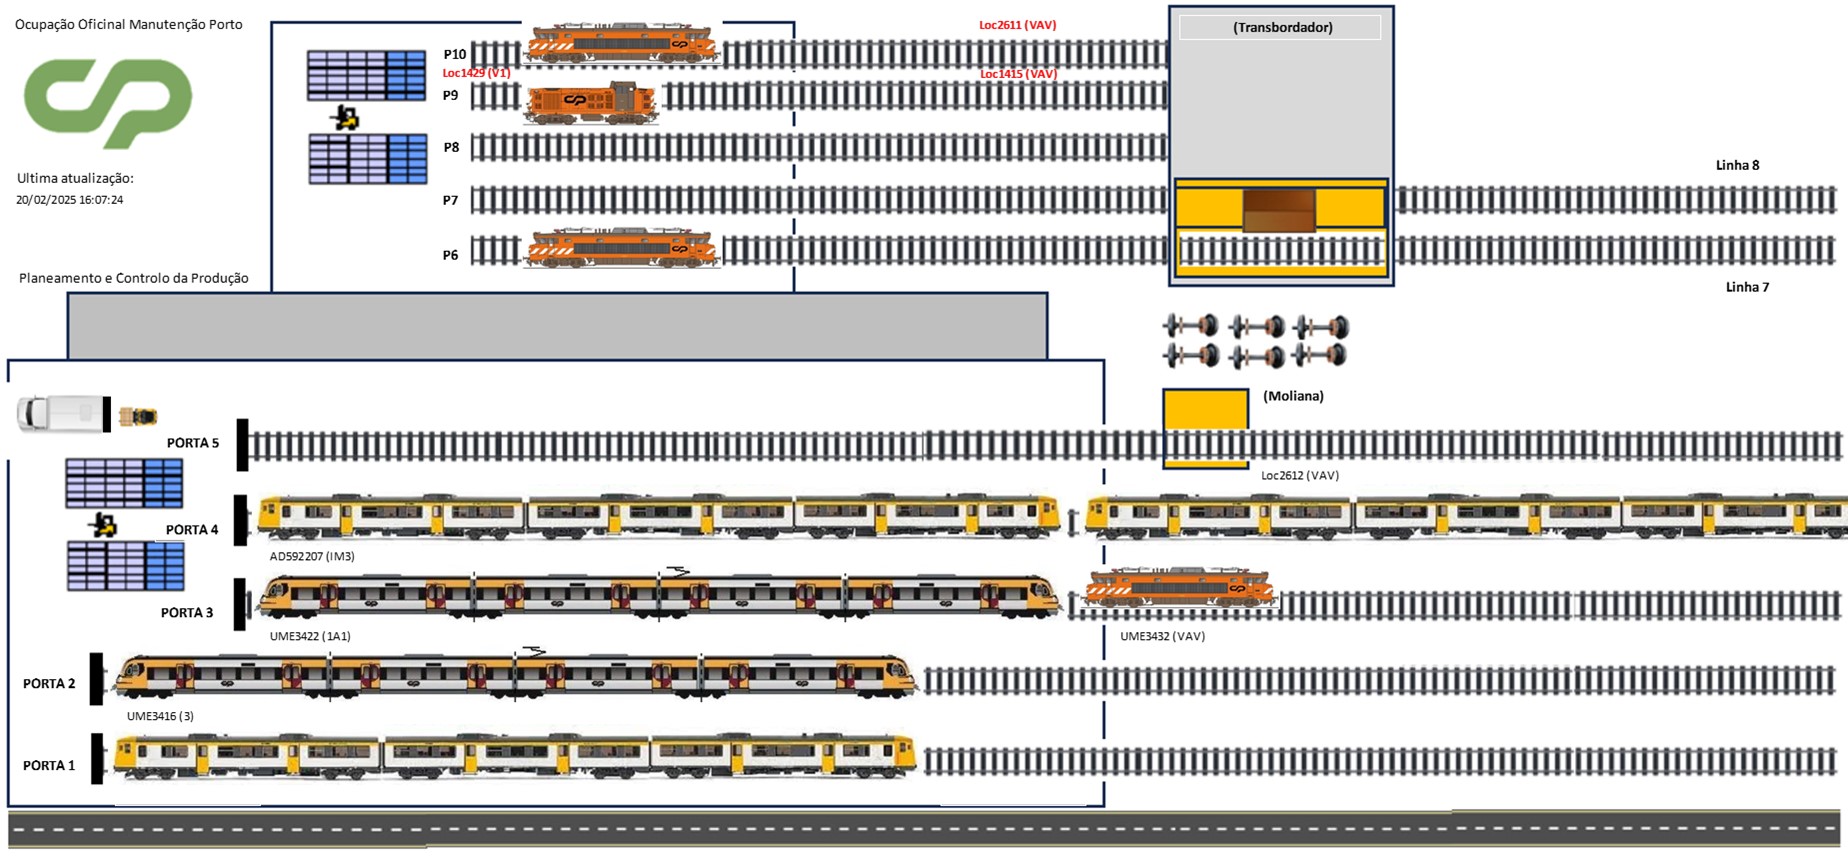 Ocupação Oficinal Manutenção Porto
Ultima atualização:
20/02/2025 16:07:24
Planeamento e Controlo da Produção
Loc2611 (VAV)
(Transbordador)
P10
Loc1429 (V1)
Loc1415 (VAV)
P9
P8
Linha 8
P7
P6
Linha 7
(Moliana)
PORTA 5
Loc2612 (VAV)
PORTA 4
AD592207 (IM3)
PORTA 3
UME3422 (1A1)
UME3432 (VAV)
PORTA 2
UME3416 (3)
PORTA 1